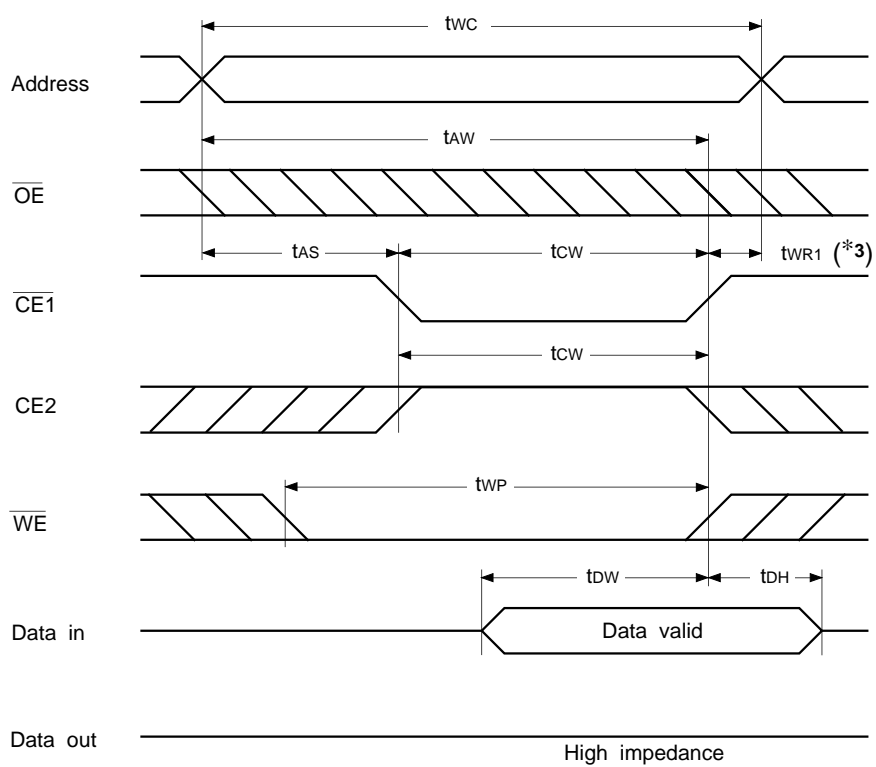 tWC
Address
tAW
OE
tAS tCW tWR1 (*3)
CE1
tCW
CE2
tWP
WE
tDW tDH
Data in Data valid
Data out
High impedance